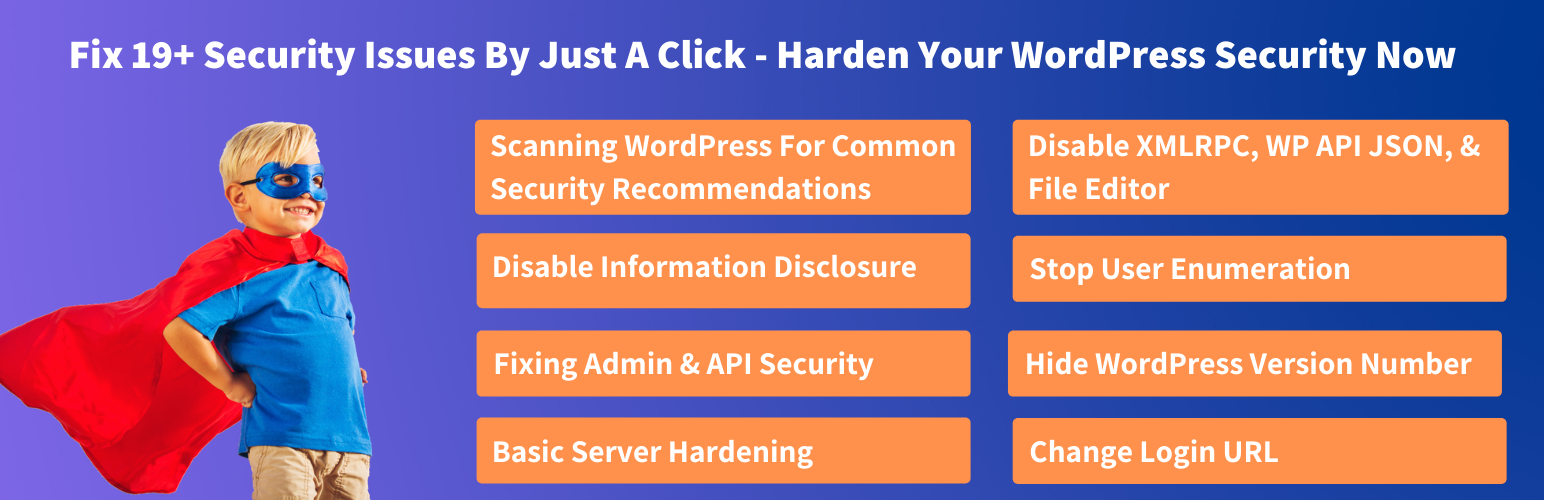 Fix 19+ Security Issues By Just A Click - Harden Your WordPress Security Now
Scanning WordPress For Common
Security Recommendations
Disable XMLRPC, WP API JSON, &
File Editor
Disable Information Disclosure
Stop User Enumeration
Fixing Admin & API Security
Hide WordPress Version Number
Basic Server Hardening
Change Login URL